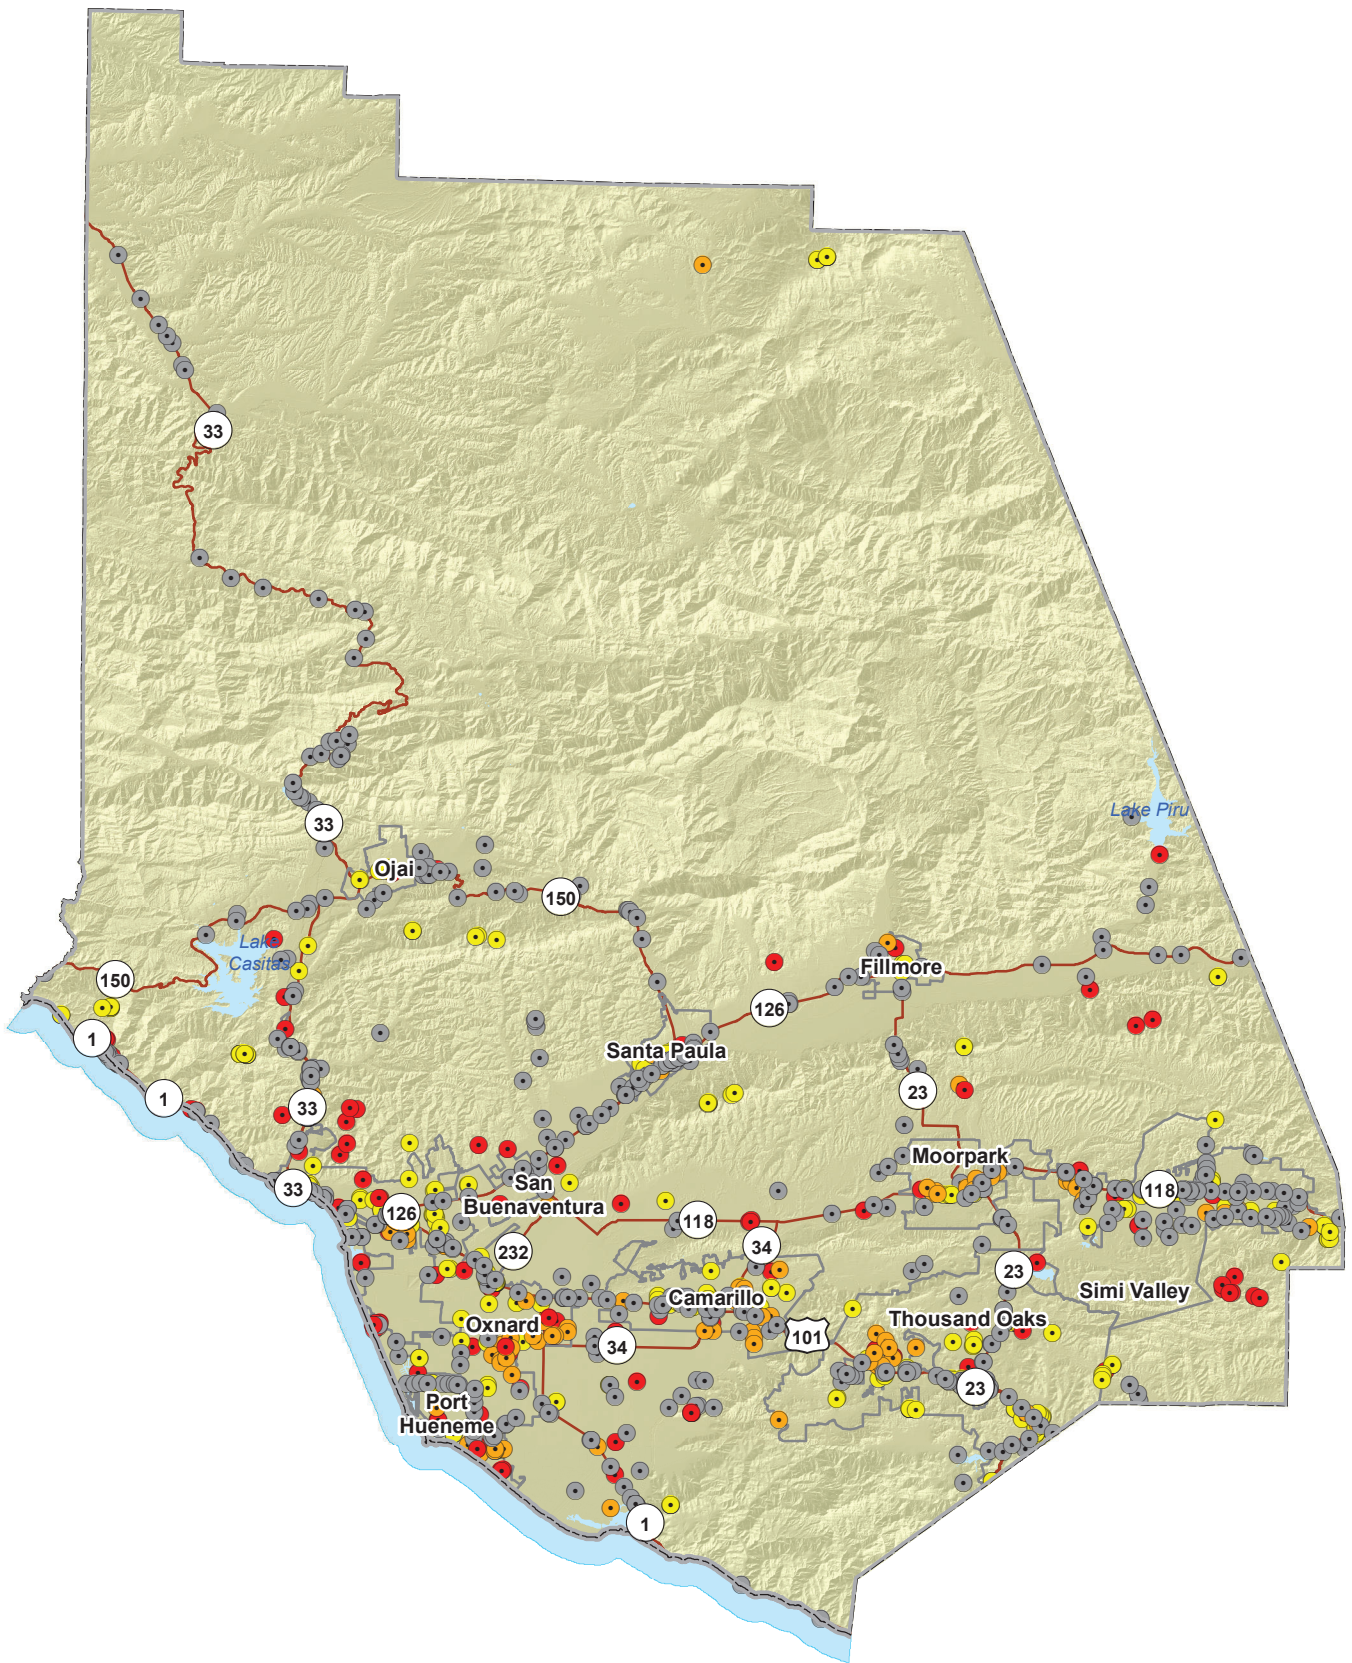 33
Lake Piru
33
Ojai
150
Lake
Casitas
Fillmore
150
126
1
Santa Paula
23
1
33
Moorpark
33
San
Buenaventura
118
126
118
232
34
23
Simi Valley
Camarillo
Thousand Oaks
Oxnard
101
34
23
Port
Hueneme
1